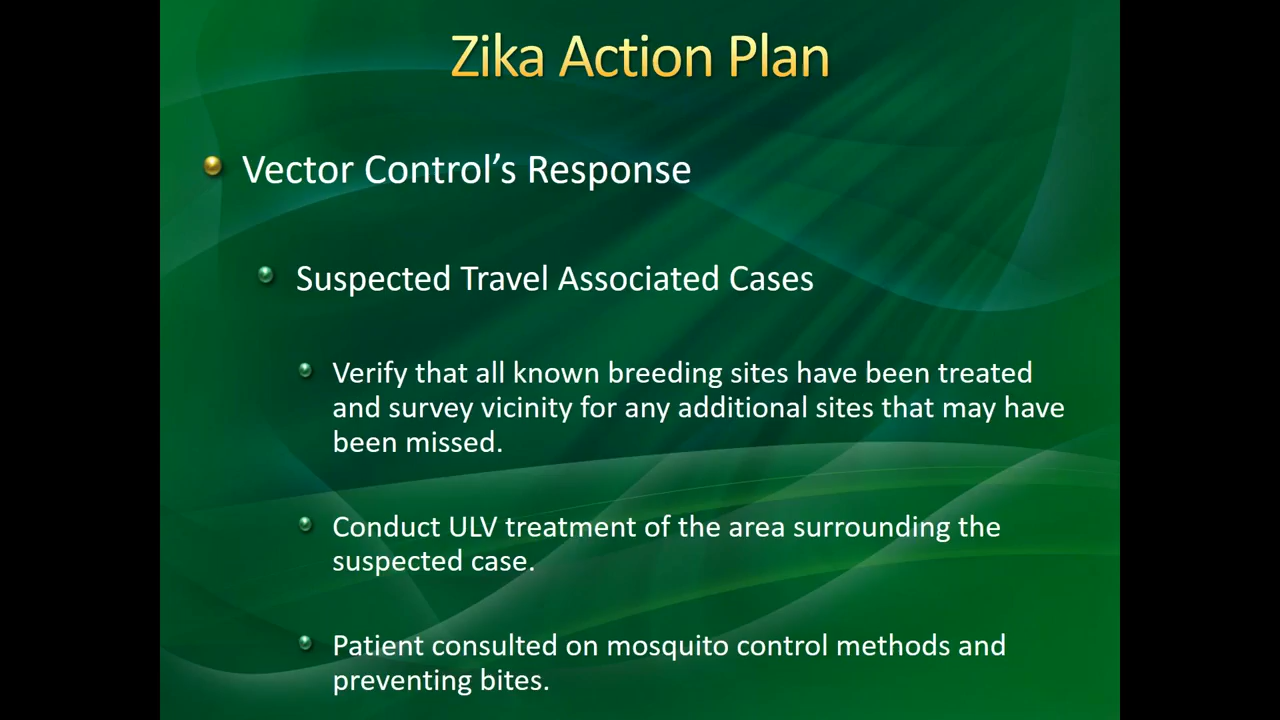 Zika Action Plan
Vector Control’s Response
Suspected Travel Associated Cases
Verify that all known breeding sites have been treated
and survey vicinity for any additional sites that may have
been missed.
Conduct ULV treatment of the area surrounding the
suspected case.
Patient consulted on mosquito control methods and
preventing bites.